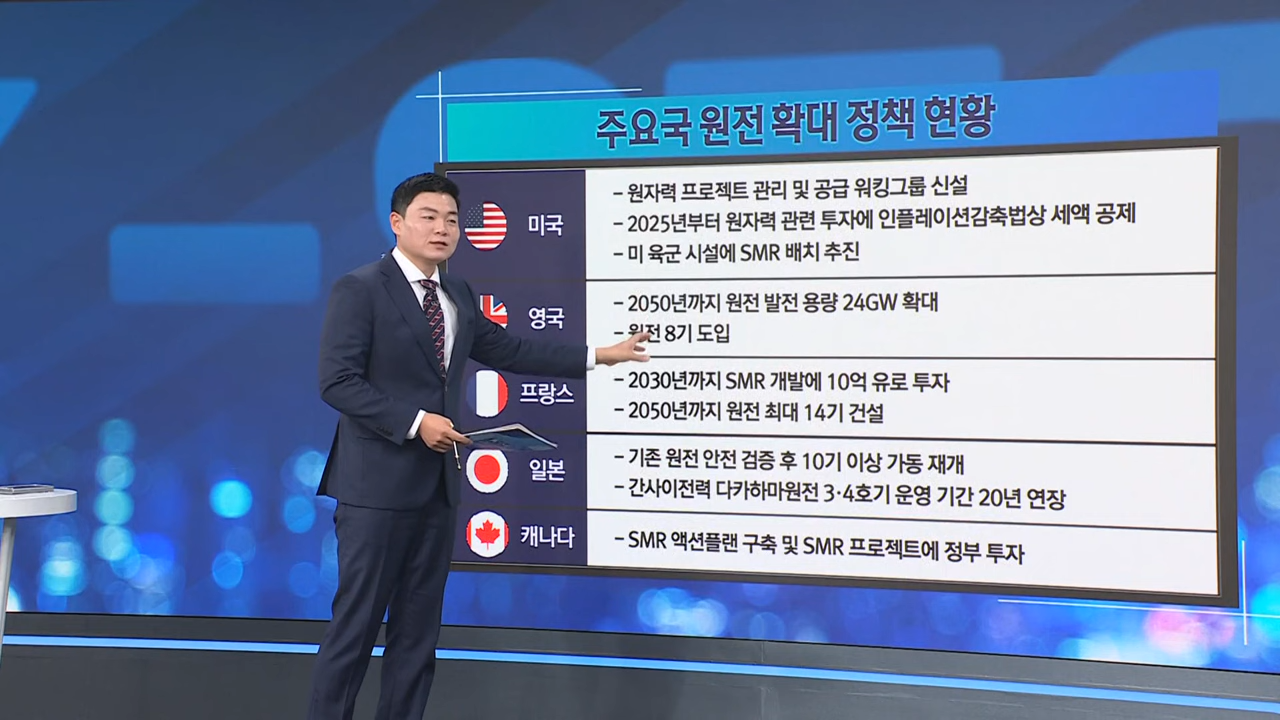 주요국 원전 확대 정책 현황
미국
- 원자력 프로젝트 관리 및 공급 워킹그룹 신설
- 2025년부터 원자력 관련 투자에 인플레이션감축법상 세액 공제
- 미 육군 시설에 SMR 배치 추진
영국
- 2050년까지 원전 발전 용량 24GW 확대
- 원전 8기 도입
프랑스
- 2030년까지 SMR 개발에 10억 유로 투자
- 2050년까지 원전 최대 14기 건설
일본
- 기존 원전 안전 검증 후 10기 이상 가동 재개
- 간사이전력 다카하마원전 3·4호기 운영 기간 20년 연장
캐나다
- SMR 액션플랜 구축 및 SMR 프로젝트에 정부 투자